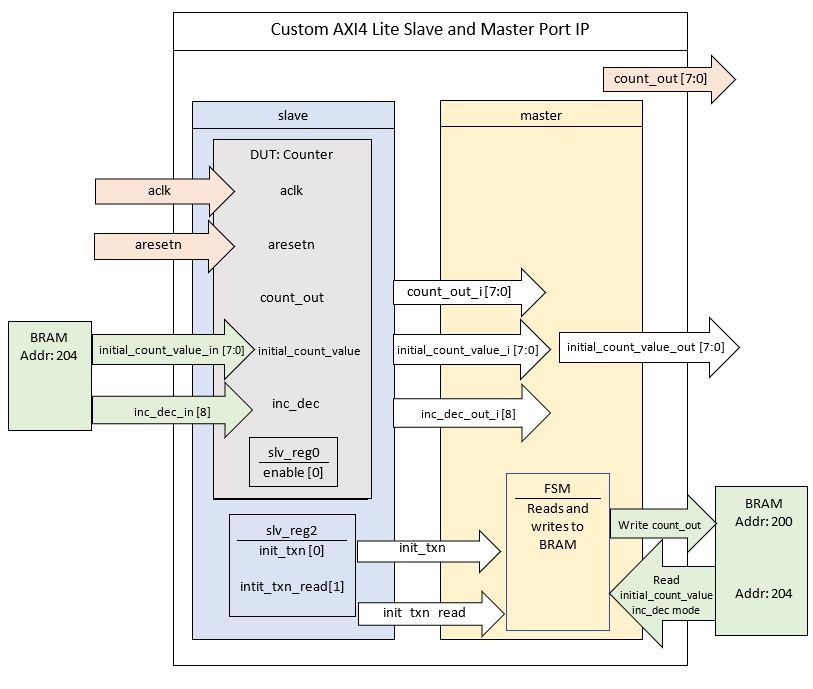 Custom AXI4 Lite Slave and Master Port IP
count_out [7:0]
slave
master
DUT: Counter
aclk
aclk
aresetn
aresetn
count_out
count_out_i [7:0]
BRAM
Addr: 204
initial_count_value_in [7:0]
initial_count_value
initial_count_value_i [7:0]
initial_count_value_out [7:0]
inc_dec_in [8]
inc_dec
inc_dec_out_i [8]
slv_reg0
enable [0]
slv_reg2
init_txn [0]
intit_txn_read[1]
init_txn
init txn read
FSM
Reads and
writes to
BRAM
Write count_out
Read
initial_count_value
inc_dec mode
BRAM
Addr: 200
Addr: 204